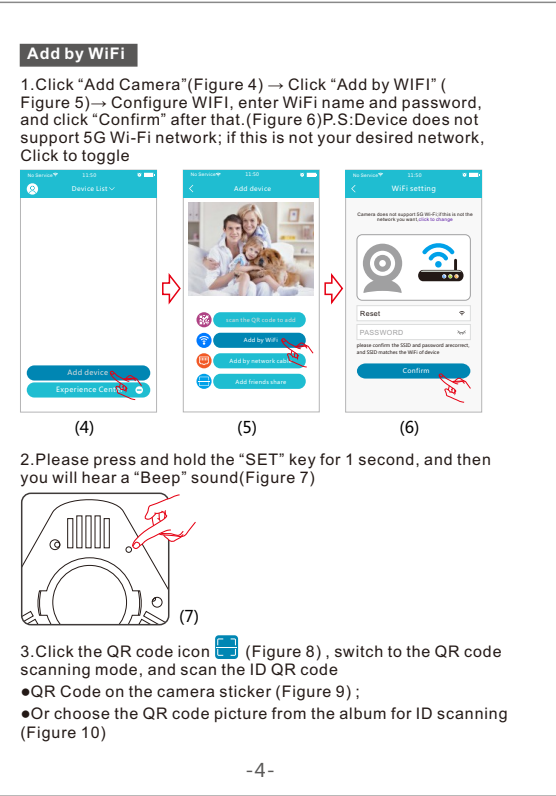 Add by WiFi
1.Click “Add Camera”(Figure 4) → Click “Add by WIFI” (
Figure 5)→ Configure WIFI, enter WiFi name and password,
and click “Confirm” after that.(Figure 6)P.S:Device does not
support 5G Wi-Fi network; if this is not your desired network,
Click to toggle
No Service 11:50
Device List
Add device
Experience Cent
(4)
No Service 11:50
Add device
scan the QR code to add
Add by WiFi
Add by network cabl
Add friends share
(5)
No Service 11:50
WiFi setting
Camera does not support 5G Wi-Fi;if this is not the
network you want,click to change
Reset
PASSWORD
please confirm the SSID and password arecorrect,
and SSID matches the WiFi of device
Confirm
(6)
2.Please press and hold the “SET” key for 1 second, and then
you will hear a “Beep” sound(Figure 7)
(7)
3.Click the QR code icon (Figure 8) , switch to the QR code
scanning mode, and scan the ID QR code
●QR Code on the camera sticker (Figure 9) ;
●Or choose the QR code picture from the album for ID scanning
(Figure 10)
-4-